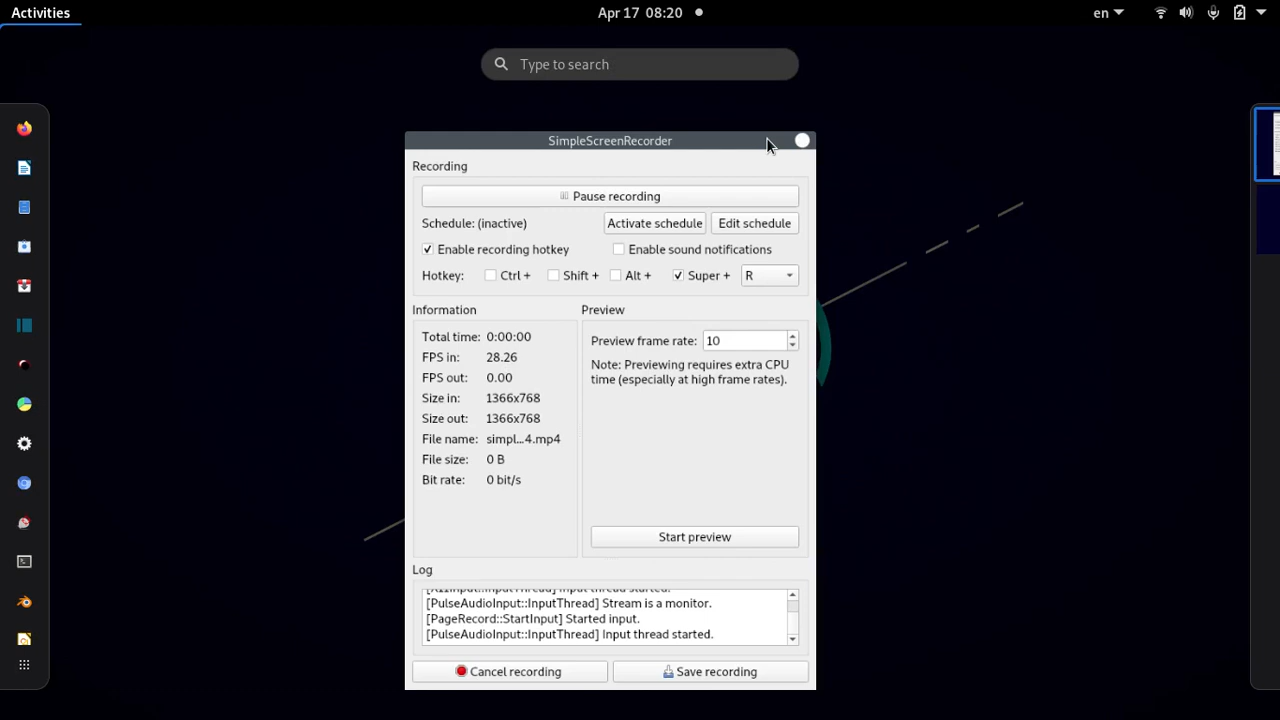 Activities
Apr 17 08:20
en
Type to search
SimpleScreenRecorder
Recording
Pause recording
Schedule: (inactive)
Activate schedule
Edit schedule
Enable recording hotkey
Enable sound notifications
Hotkey:
Ctrl +
Shift +
Alt +
Super +
R
Information
Preview
Total time: 0:00:00
FPS in: 28.26
FPS out: 0.00
Size in: 1366x768
Size out: 1366x768
File name: simpl...4.mp4
File size: 0 B
Bit rate: 0 bit/s
Preview frame rate: 10
Note: Previewing requires extra CPU
time (especially at high frame rates).
Start preview
Log
[X11Input::InputThread] Input thread started.
[PulseAudioInput::InputThread] Stream is a monitor.
[PageRecord::StartInput] Started input.
[PulseAudioInput::InputThread] Input thread started.
Cancel recording
Save recording